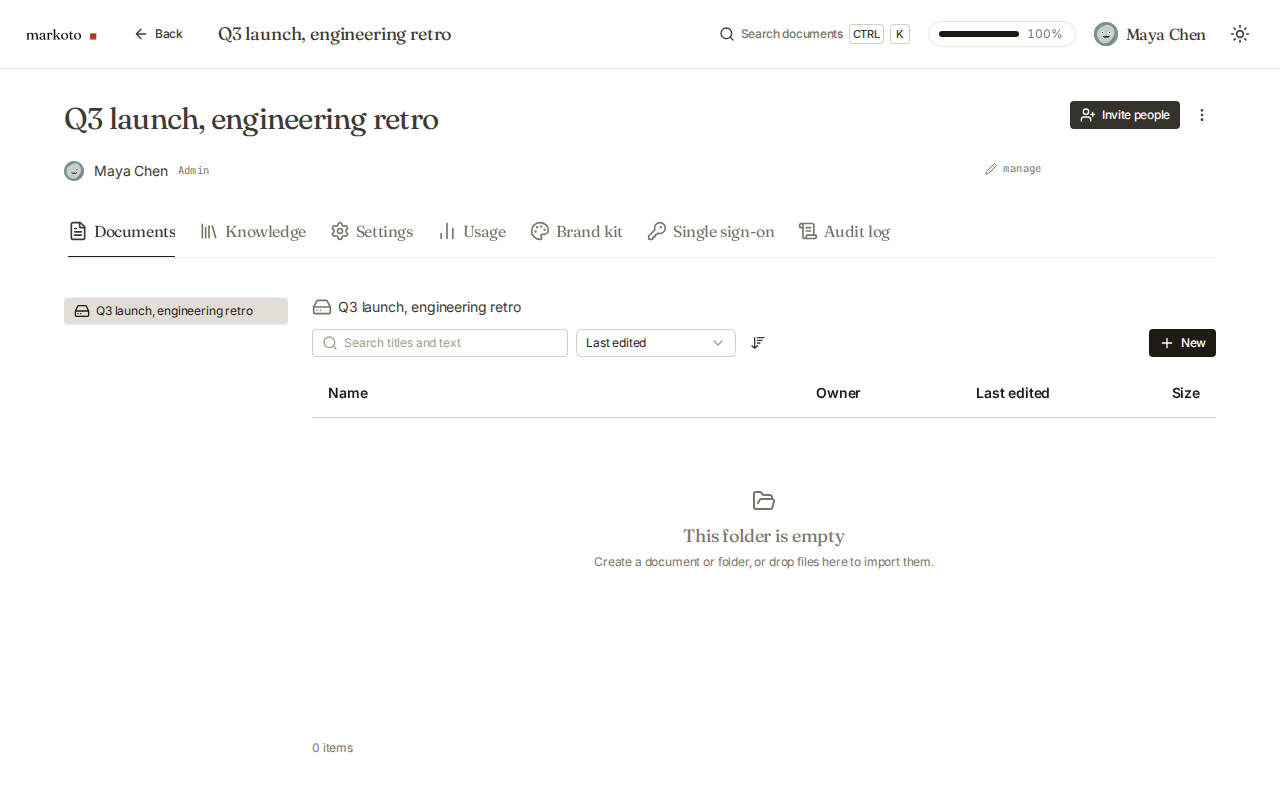 markoto
Back
Q3 launch, engineering retro
Search documents CTRL K
100%
Maya Chen
Q3 launch, engineering retro
Invite people
Maya Chen Admin
manage
Documents Knowledge Settings Usage Brand kit Single sign-on Audit log
Q3 launch, engineering retro
Q3 launch, engineering retro
Search titles and text
Last edited
New
Name Owner Last edited Size
This folder is empty
Create a document or folder, or drop files here to import them.
0 items